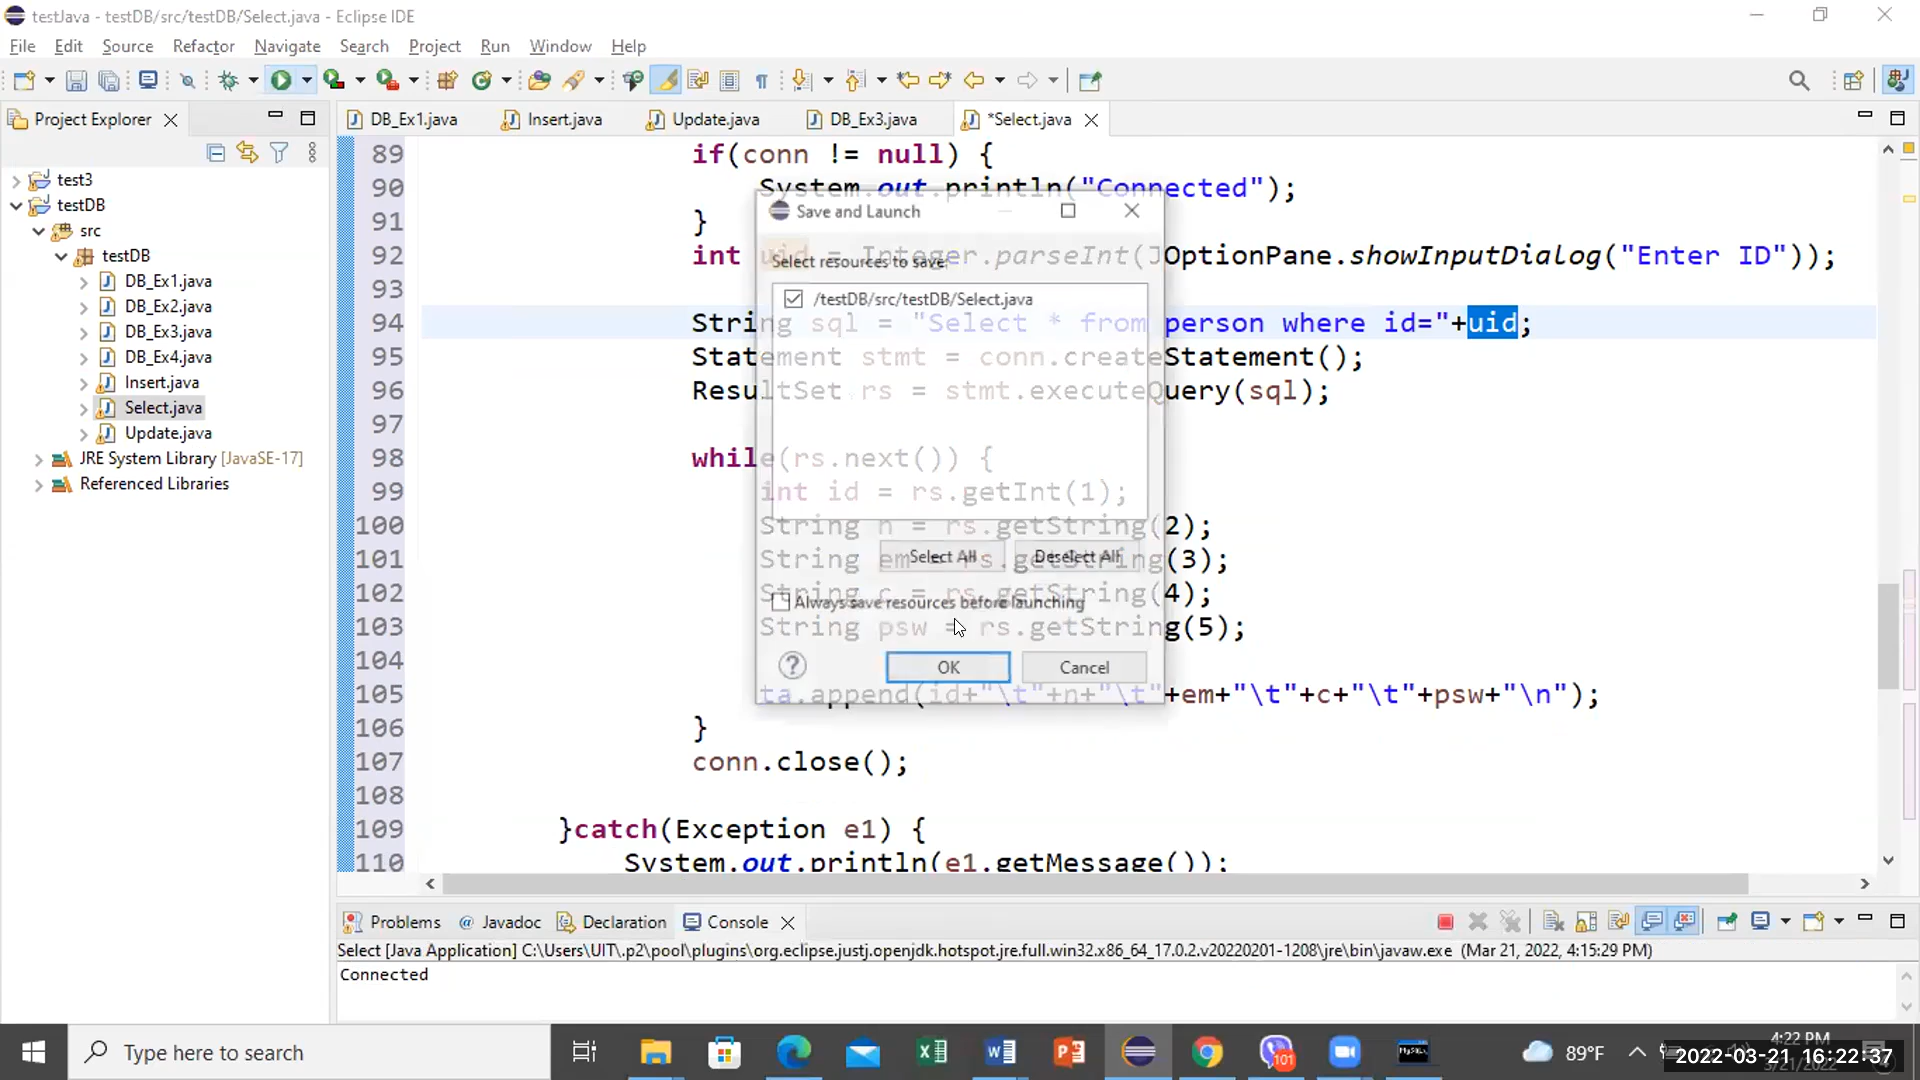 testJava - testDB/src/testDB/Select.java - Eclipse IDE
File Edit Source Refactor Navigate Search Project Run Window Help
Project Explorer
DB_Ex1.java Insert.java Update.java DB_Ex3.java *Select.java
test3
testDB
src
testDB
DB_Ex1.java
DB_Ex2.java
DB_Ex3.java
DB_Ex4.java
Insert.java
Select.java
Update.java
JRE System Library [JavaSE-17]
Referenced Libraries
89 if(conn != null) {
90 System.out.println("Connected");
91 }
92 int uid = Integer.parseInt(JOptionPane.showInputDialog("Enter ID"));
93
94 String sql = "Select * from person where id="+uid;
95 Statement stmt = conn.createStatement();
96 ResultSet rs = stmt.executeQuery(sql);
97
98 while(rs.next()) {
99 int id = rs.getInt(1);
100 String n = rs.getString(2);
101 String em = rs.getString(3);
102 String c = rs.getString(4);
103 String psw = rs.getString(5);
104
105 ta.append(id+"\t"+n+"\t"+em+"\t"+c+"\t"+psw+"\n");
106 }
107 conn.close();
108
109 }catch(Exception e1) {
110 System.out.println(e1.getMessage());
Save and Launch
Select resources to save:
/testDB/src/testDB/Select.java
Select All Deselect All
Always save resources before launching
OK Cancel
Problems Javadoc Declaration Console
Select [Java Application] C:\Users\UIT\.p2\pool\plugins\org.eclipse.justj.openjdk.hotspot.jre.full.win32.x86_64_17.0.2.v20220201-1208\jre\bin\javaw.exe (Mar 21, 2022, 4:15:29 PM)
Connected
Type here to search
101
89°F
4:22 PM
3/21/2022
2022-03-21 16:22:37